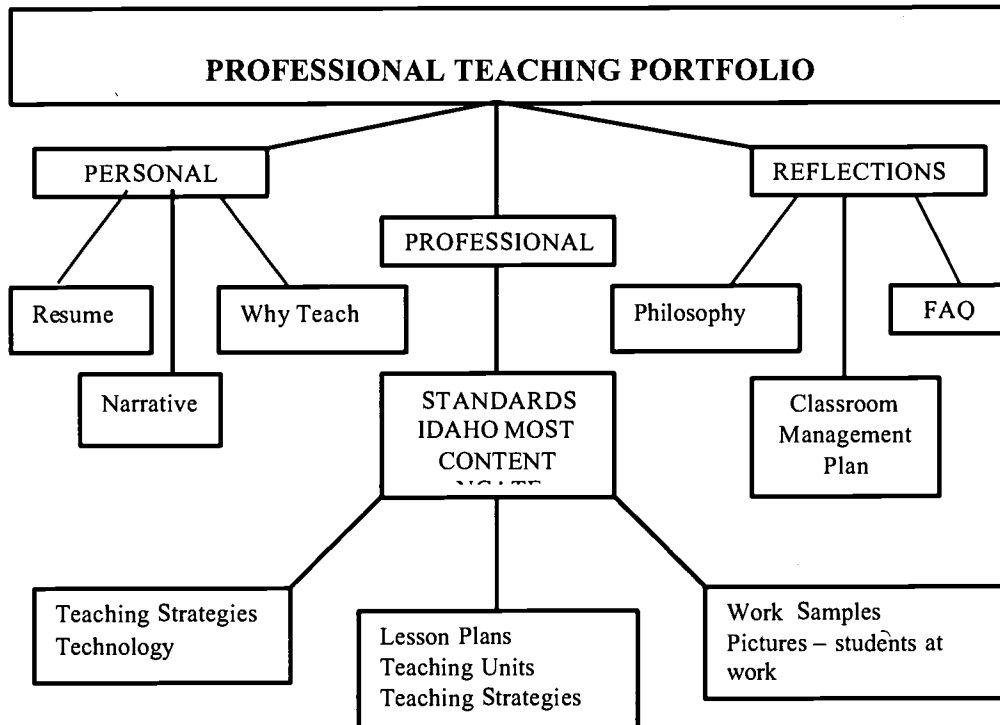 PROFESSIONAL TEACHING PORTFOLIO
PERSONAL
REFLECTIONS
PROFESSIONAL
Resume
Why Teach
Philosophy
FAQ
Narrative
STANDARDS
IDAHO MOST
CONTENT
Classroom
Management
Plan
Teaching Strategies
Technology
Lesson Plans
Teaching Units
Teaching Strategies
Work Samples
Pictures – students at
work